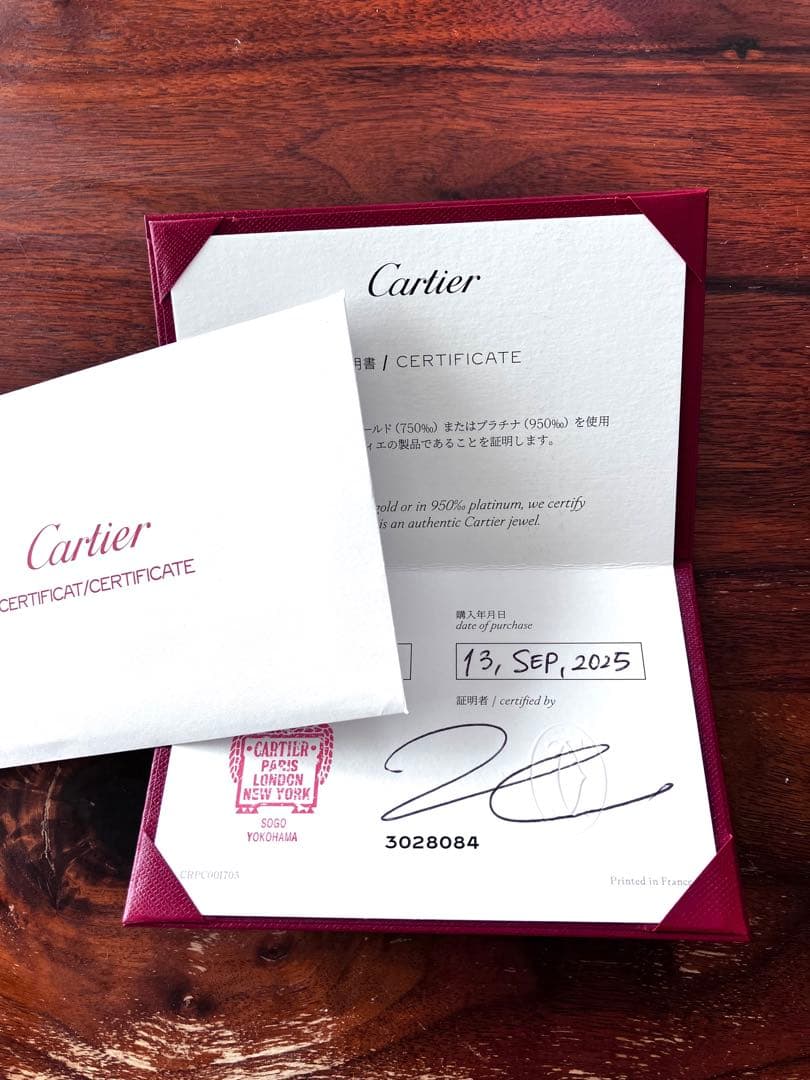 Cartier
明書 / CERTIFICATE
ールド（750‰）またはプラチナ（950‰）を使用
ィエの製品であることを証明します。
gold or in 950‰ platinum, we certify
is an authentic Cartier jewel.
Cartier
CERTIFICAT/CERTIFICATE
購入年月日
date of purchase
13, SEP, 2025
証明者 / certified by
CARTIER
PARIS
LONDON
NEW YORK
SOGO
YOKOHAMA
3028084
CRPC001703
Printed in France